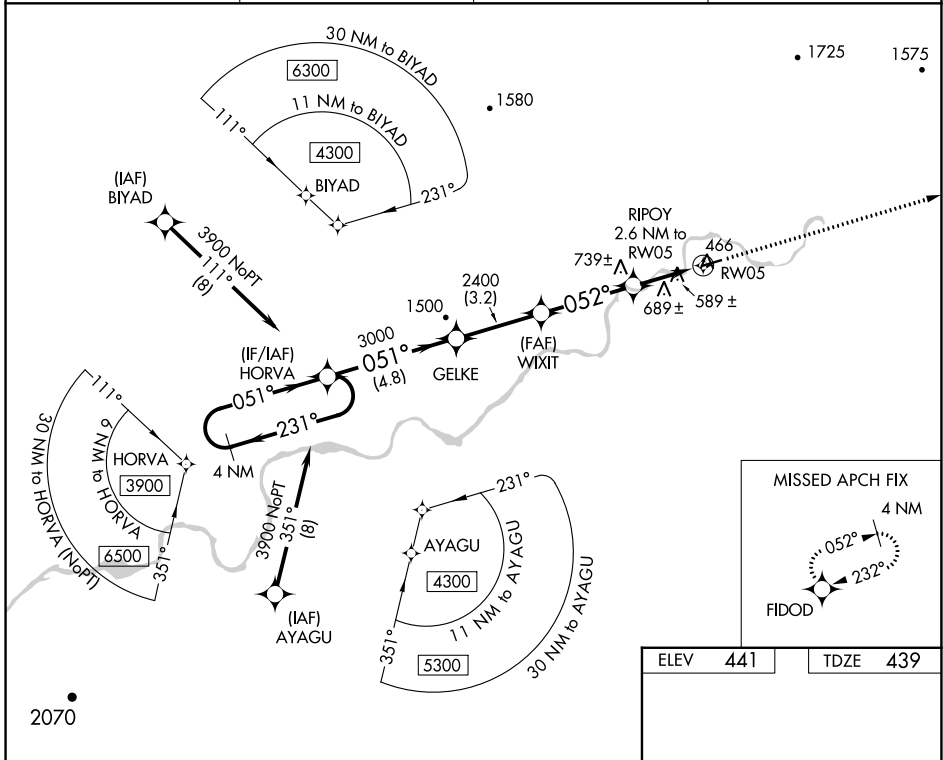 30 NM to BIYAD
6300
11 NM to BIYAD
4300
111°
BIYAD
231°
1580
1725
1575
(IAF)
BIYAD
3900 NoPT
111°
(8)
RIPOY
2.6 NM to
RW05
466
RW05
739±
689±
589±
052°
2400
(3.2)
1500
(FAF)
WIXIT
GELKE
3000
051°
(4.8)
(IF/IAF)
HORVA
051°
231°
4 NM
111°
HORVA
3900
6 NM to HORVA
30 NM to HORVA (NoPT)
6500
351°
3900 NoPT
351°
(8)
(IAF)
AYAGU
231°
AYAGU
4300
11 NM to AYAGU
351°
5300
30 NM to AYAGU
MISSED APCH FIX
4 NM
052°
232°
FIDOD
ELEV 441
TDZE 439
2070